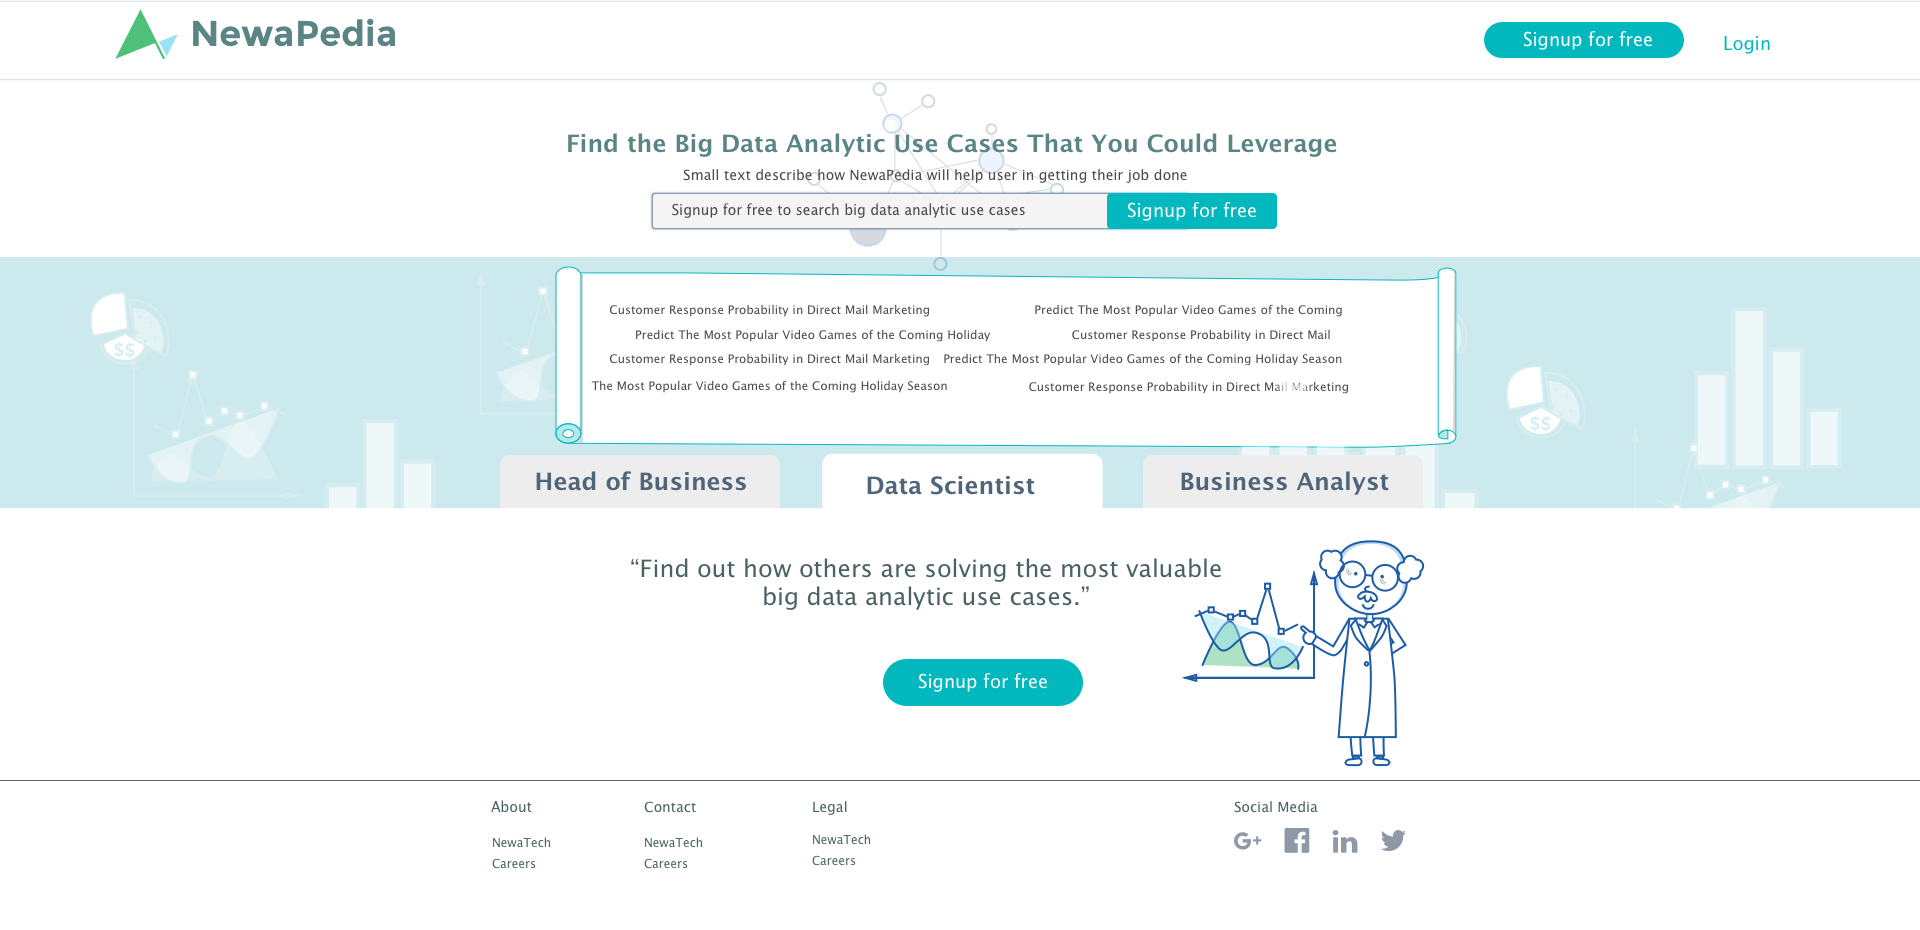 NewaPedia
Signup for free
Login
Find the Big Data Analytic Use Cases That You Could Leverage
Small text describe how NewaPedia will help user in getting their job done
Signup for free to search big data analytic use cases
Signup for free
Customer Response Probability in Direct Mail Marketing
Predict The Most Popular Video Games of the Coming
Predict The Most Popular Video Games of the Coming Holiday
Customer Response Probability in Direct Mail
Customer Response Probability in Direct Mail Marketing
Predict The Most Popular Video Games of the Coming Holiday Season
The Most Popular Video Games of the Coming Holiday Season
Customer Response Probability in Direct Mail Marketing
$$
$$
Head of Business
Data Scientist
Business Analyst
“Find out how others are solving the most valuable
big data analytic use cases.”
Signup for free
About
Contact
Legal
Social Media
NewaTech
NewaTech
NewaTech
Careers
Careers
Careers
G+
f
in